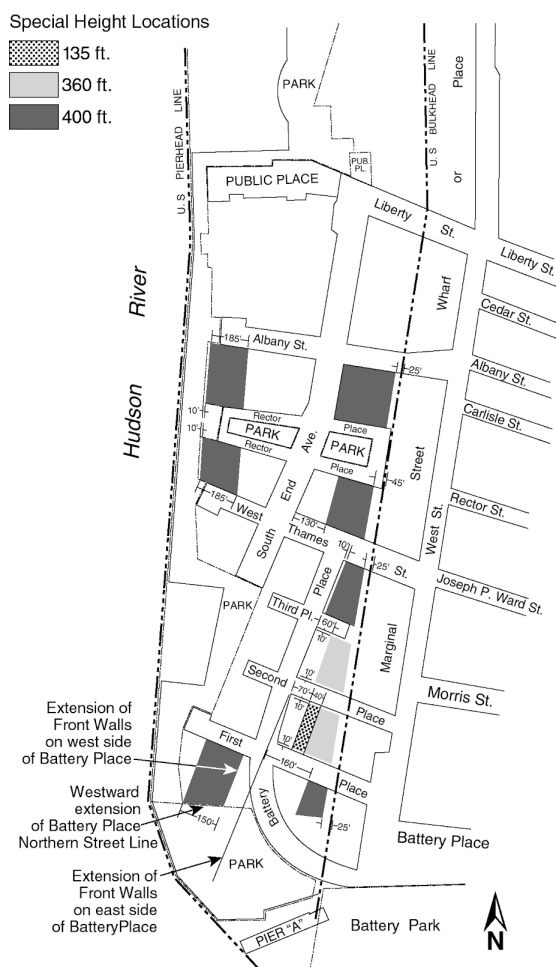 Special Height Locations
135 ft.
360 ft.
400 ft.
U. S PIERHEAD LINE
PARK
U. S BULKHEAD LINE
Place
or
PUB.
PL.
PUBLIC PLACE
Liberty
St.
Liberty St.
Hudson River
Wharf
Cedar St.
185'
Albany St.
25'
Albany St.
Carlisle St.
10'
10'
Rector
PARK
Rector
Ave.
Place
PARK
Place
Street
45'
185'
West
End
South
130'
Thames
St.
West St.
Rector St.
10'
25'
Joseph P. Ward St.
Place
PARK
Third Pl.
60'
10'
Marginal
10'
Second
Place
70'
40'
10'
Morris St.
Extension of
Front Walls
on west side
of Battery Place
First
Place
10'
160'
Westward
extension
of Battery Place
Northern Street Line
150'
Battery
25'
Battery Place
PARK
Extension of
Front Walls
on east side
of BatteryPlace
PIER "A"
Battery Park
N